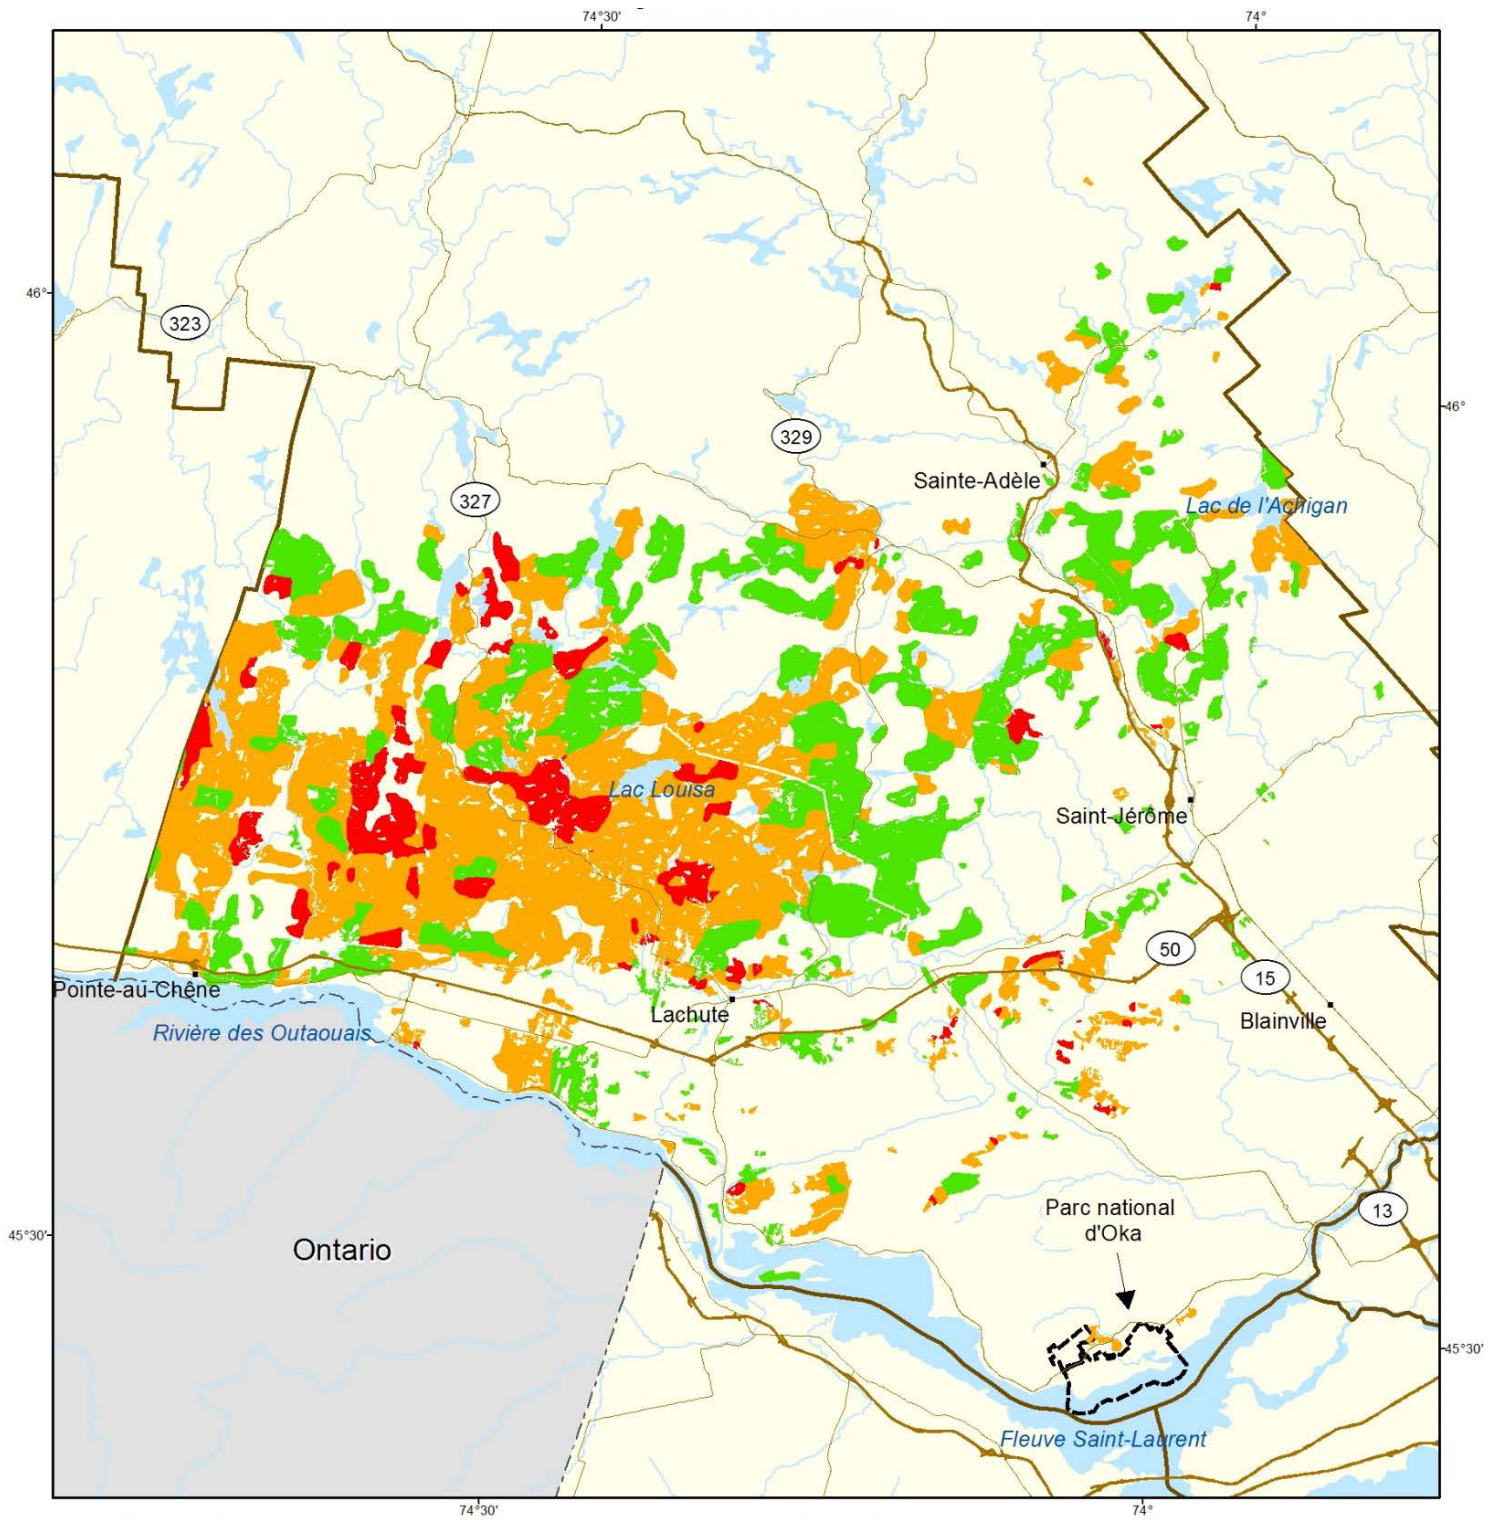 74°30'
74°
46°
323
46°
329
Sainte-Adèle
327
Lac de l'Achigan
Lac Louisa
Saint-Jérôme
50
15
Pointe-au-Chêne
Lachute
Blainville
Rivière des Outaouais
Parc national
d'Oka
13
45°30'
Ontario
45°30'
Fleuve Saint-Laurent
74°30'
74°